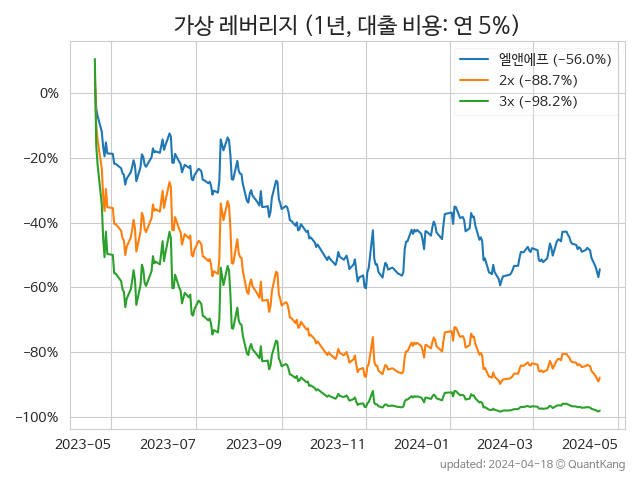 가상 레버리지 (1년, 대출 비용: 연 5%)
엘앤에프 (−56.0%)
2x (−88.7%)
3x (−98.2%)
0%
−20%
−40%
−60%
−80%
−100%
2023-05 2023-07 2023-09 2023-11 2024-01 2024-03 2024-05
updated: 2024-04-18 © QuantKang